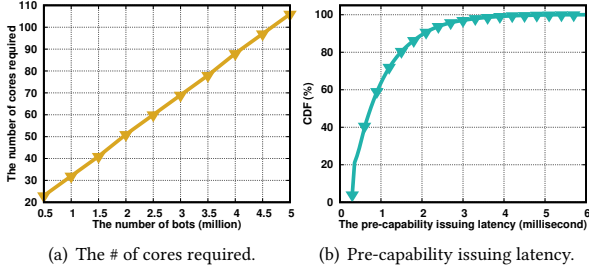 The number of cores required
110
100
90
80
70
60
50
40
30
20
0.5 1 1.5 2 2.5 3 3.5 4 4.5 5
The number of bots (million)
(a) The # of cores required.
CDF (%)
100
80
60
40
20
0
0 1 2 3 4 5 6
The pre-capability issuing latency (millisecond)
(b) Pre-capability issuing latency.